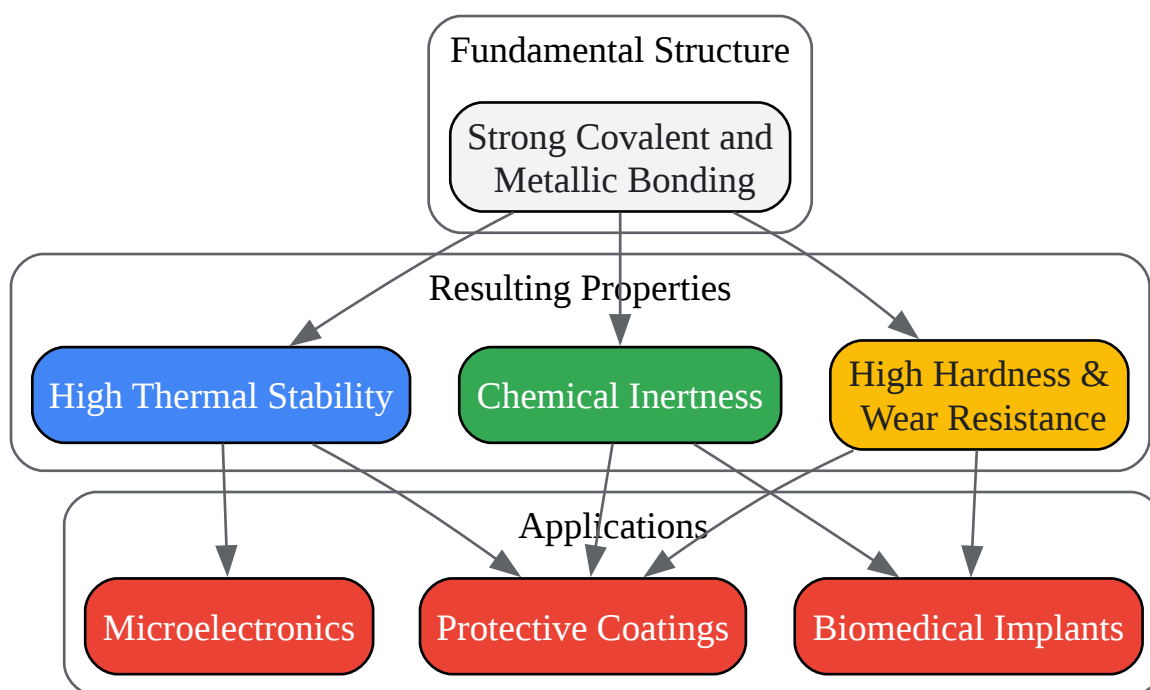 Fundamental Structure
Strong Covalent and
Metallic Bonding
Resulting Properties
High Thermal Stability
Chemical Inertness
High Hardness &
Wear Resistance
Applications
Microelectronics
Protective Coatings
Biomedical Implants